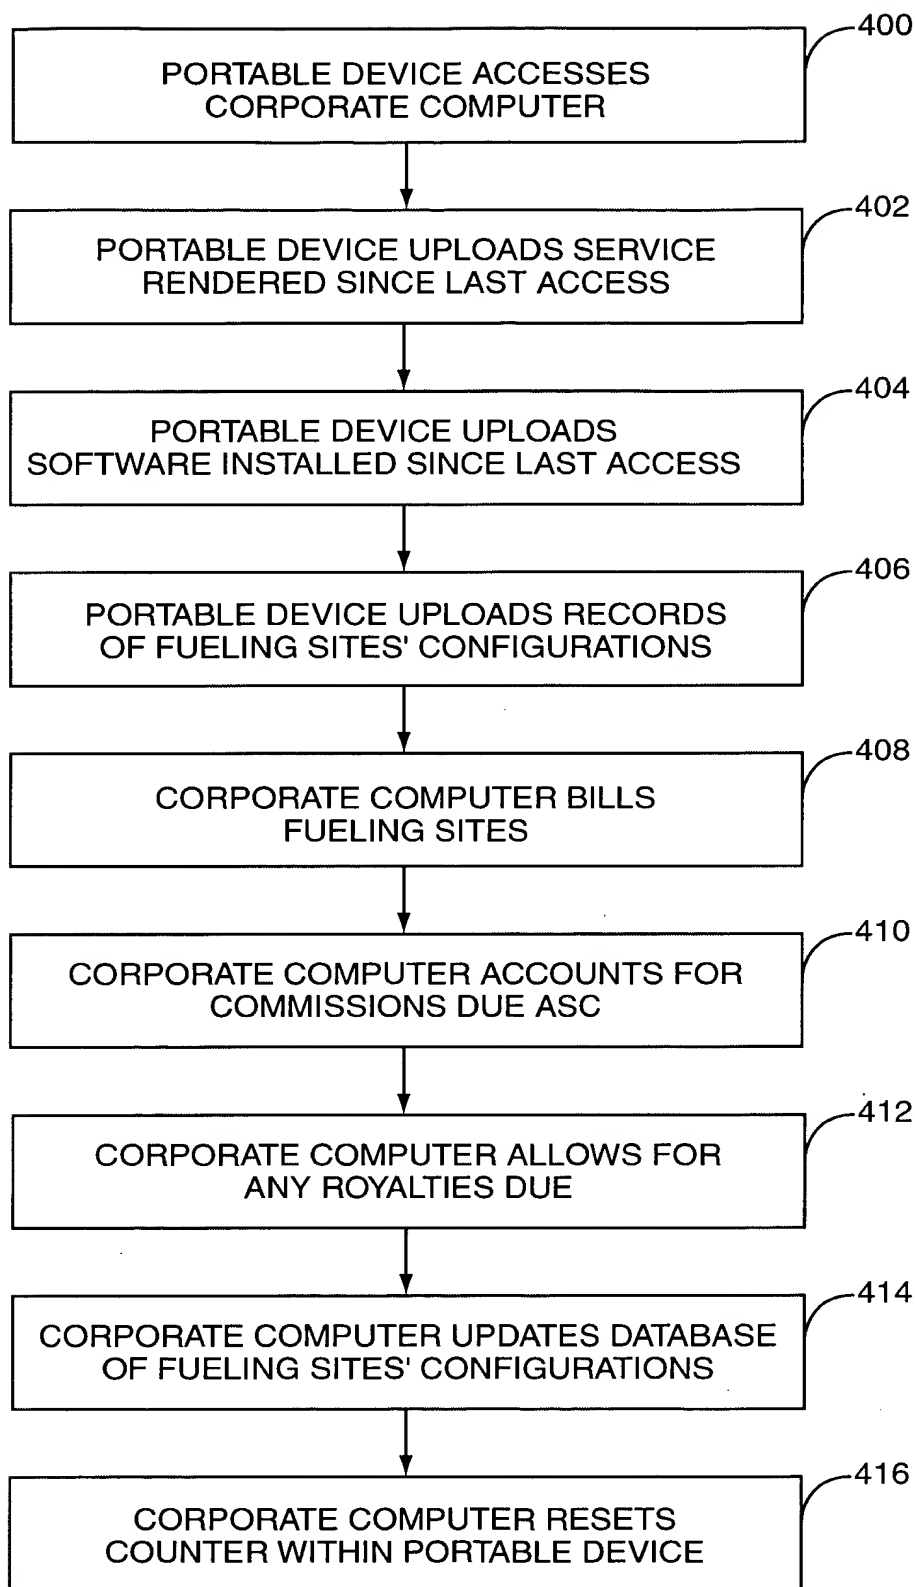 400
PORTABLE DEVICE ACCESSES
CORPORATE COMPUTER
402
PORTABLE DEVICE UPLOADS SERVICE
RENDERED SINCE LAST ACCESS
404
PORTABLE DEVICE UPLOADS
SOFTWARE INSTALLED SINCE LAST ACCESS
406
PORTABLE DEVICE UPLOADS RECORDS
OF FUELING SITES' CONFIGURATIONS
408
CORPORATE COMPUTER BILLS
FUELING SITES
410
CORPORATE COMPUTER ACCOUNTS FOR
COMMISSIONS DUE ASC
412
CORPORATE COMPUTER ALLOWS FOR
ANY ROYALTIES DUE
414
CORPORATE COMPUTER UPDATES DATABASE
OF FUELING SITES' CONFIGURATIONS
416
CORPORATE COMPUTER RESETS
COUNTER WITHIN PORTABLE DEVICE